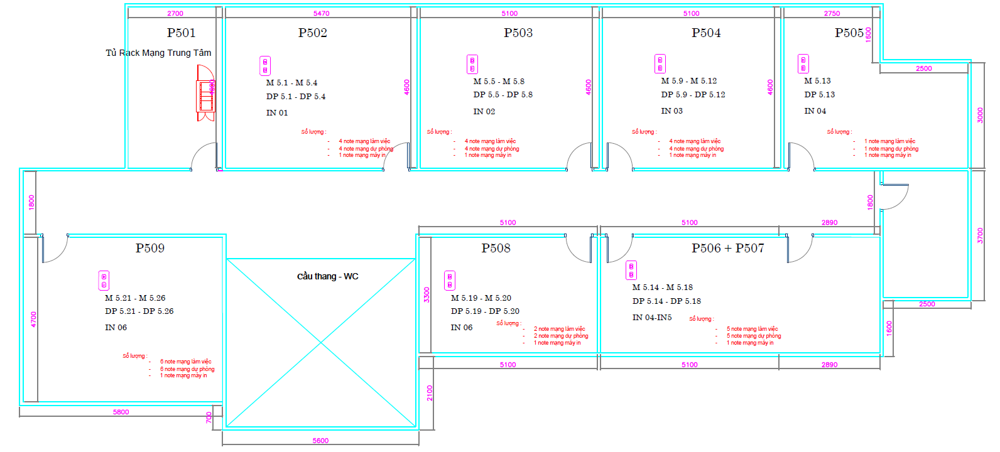 2700
5470
5100
5100
2750
P501
P502
P503
P504
P505
1600
Tủ Rack Mạng Trung Tâm
2500
M 5.1 - M 5.4
DP 5.1 - DP 5.4
IN 01
4600
4600
M 5.5 - M 5.8
DP 5.5 - DP 5.8
IN 02
4600
M 5.9 - M 5.12
DP 5.9 - DP 5.12
IN 03
4600
M 5.13
DP 5.13
IN 04
3000
Số lượng :
- 4 note mạng làm việc
- 4 note mạng dự phòng
- 1 note mạng máy in
Số lượng :
- 4 note mạng làm việc
- 4 note mạng dự phòng
- 1 note mạng máy in
Số lượng :
- 4 note mạng làm việc
- 4 note mạng dự phòng
- 1 note mạng máy in
Số lượng :
- 1 note mạng làm việc
- 1 note mạng dự phòng
- 1 note mạng máy in
1800
1800
5100
5100
2890
3700
P509
P508
P506 + P507
Cầu thang - WC
M 5.21 - M 5.26
DP 5.21 - DP 5.26
IN 06
4700
3300
M 5.19 - M 5.20
DP 5.19 - DP 5.20
IN 06
Số lượng :
- 2 note mạng làm việc
- 2 note mạng dự phòng
- 1 note mạng máy in
M 5.14 - M 5.18
DP 5.14 - DP 5.18
IN 04-IN5
Số lượng :
- 5 note mạng làm việc
- 5 note mạng dự phòng
- 1 note mạng máy in
2500
1600
Số lượng :
- 6 note mạng làm việc
- 6 note mạng dự phòng
- 1 note mạng máy in
5100
5100
2890
2100
5800
700
5600